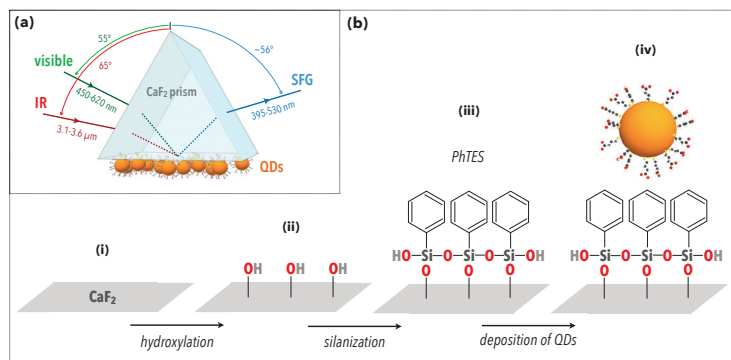 (a)
55°
65°
~56°
visible
450-620 nm
IR
3.1-3.6 µm
CaF2 prism
SFG
395-530 nm
QDs
(b)
(i)
CaF2
hydroxylation
(ii)
OH OH OH
silanization
(iii)
PhTES
HO-Si-O-Si-O-Si-OH
O O O
deposition of QDs
(iv)
HO-Si-O-Si-O-Si-OH
O O O